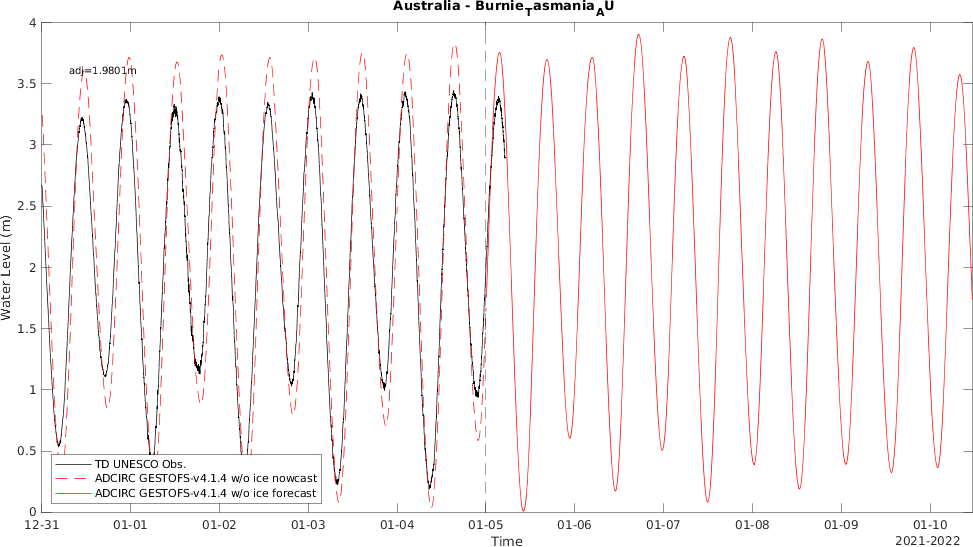 Australia - BurnieTasmaniaAU
adj=1.9801m
Water Level (m)
4
3.5
3
2.5
2
1.5
1
0.5
0
TD UNESCO Obs.
ADCIRC GESTOFS-v4.1.4 w/o ice nowcast
ADCIRC GESTOFS-v4.1.4 w/o ice forecast
12-31 01-01 01-02 01-03 01-04 01-05 01-06 01-07 01-08 01-09 01-10
Time
2021-2022